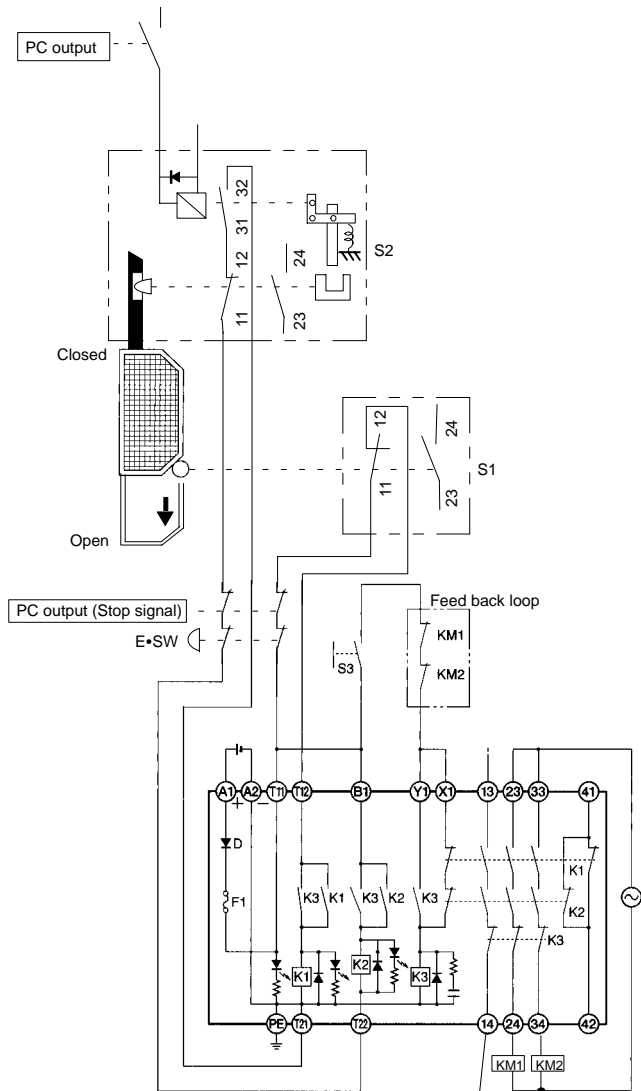 PC output
32
31
12
24
S2
11
23
Closed
12
24
11
23
S1
Open
PC output (Stop signal)
E•SW
Feed back loop
KM1
S3
KM2
A1
A2
T11
T12
B1
Y1
X1
13
23
33
41
+
−
D
F1
K3
K1
K3
K2
K3
K1
K2
K3
K1
K2
K3
PE
T21
T22
14
24
34
42
KM1
KM2